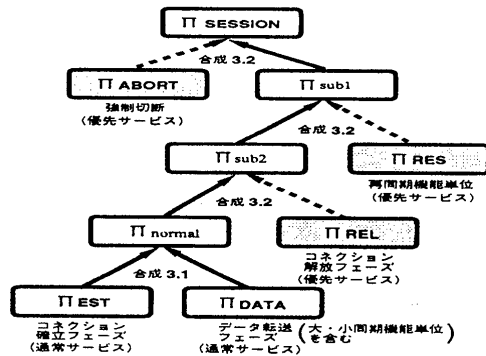 Π SESSION
合成 3.2
Π ABORT
Π sub1
強制切断
(優先サービス)
合成 3.2
Π sub2
Π RES
再同期機能単位
(優先サービス)
合成 3.2
Π normal
Π REL
コネクション
解放フェーズ
(優先サービス)
合成 3.1
Π EST
Π DATA
コネクション
確立フェーズ
(通常サービス)
データ転送
フェーズ
(通常サービス)
(大・小同期機能単位)
を含む